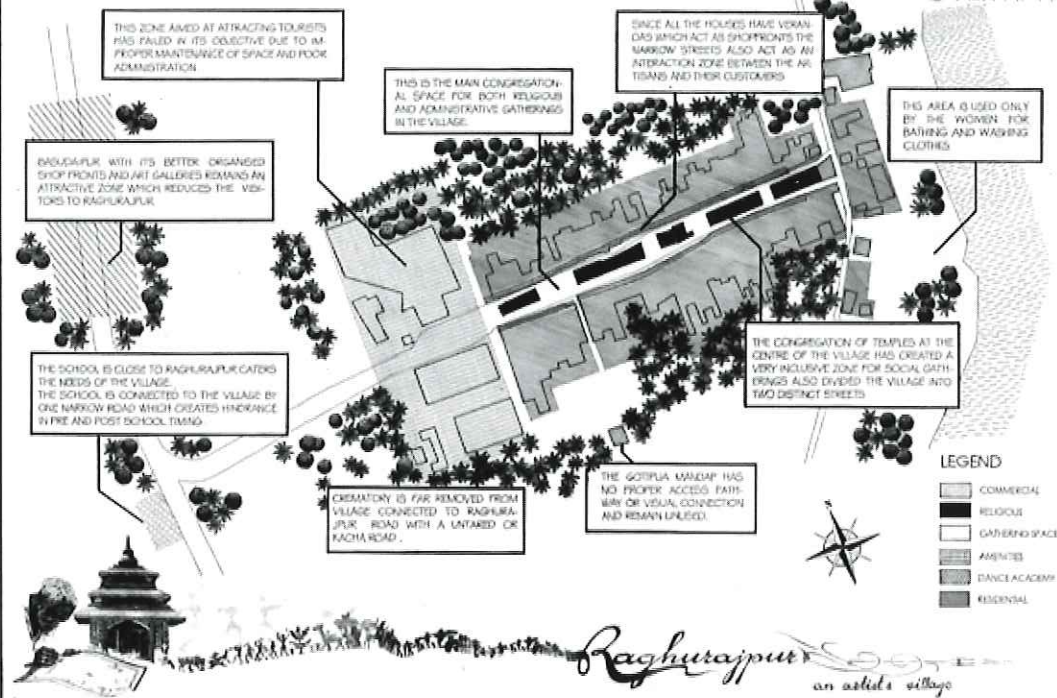 THIS ZONE AIMED AT ATTRACTING TOURISTS
HAS FAILED IN ITS OBJECTIVE DUE TO IM-
PROPER MAINTENANCE OF SPACE AND POOR
ADMINISTRATION
SINCE ALL THE HOUSES HAVE VERAN-
DAS WHICH ACT AS SHOPFRONTS THE
NARROW STREETS ALSO ACT AS AN
INTERACTION ZONE BETWEEN THE AR-
TISANS AND THEIR CUSTOMERS
THIS IS THE MAIN CONGREGATION-
AL SPACE FOR BOTH RELIGIOUS
AND ADMINISTRATIVE GATHERINGS
IN THE VILLAGE.
THIS AREA IS USED ONLY
BY THE WOMEN FOR
BATHING AND WASHING
CLOTHES
BASUDAIPUR WITH ITS BETTER ORGANISED
SHOP FRONTS AND ART GALLERIES REMAINS AN
ATTRACTIVE ZONE WHICH REDUCES THE VISI-
TORS TO RAGHURAJPUR
THE SCHOOL IS CLOSE TO RAGHURAJPUR CATERS
THE NEEDS OF THE VILLAGE.
THE SCHOOL IS CONNECTED TO THE VILLAGE BY
ONE NARROW ROAD WHICH CREATES HINDRANCE
IN PRE AND POST SCHOOL TIMING
THE CONGREGATION OF TEMPLES AT THE
CENTRE OF THE VILLAGE HAS CREATED A
VERY INCLUSIVE ZONE FOR SOCIAL GATH-
ERINGS ALSO DIVIDED THE VILLAGE INTO
TWO DISTINCT STREETS
CREMATORY IS FAR REMOVED FROM
VILLAGE CONNECTED TO RAGHURA-
JPUR ROAD WITH A UNTARED OR
KACHA ROAD .
THE GOTIPUA MANDAP HAS
NO PROPER ACCESS PATH-
WAY OR VISUAL CONNECTION
AND REMAIN UNUSED.
LEGEND
COMMERCIAL
RELIGIOUS
GATHERING SPACE
AMENITIES
DANCE ACADEMY
RESIDENTIAL
N
Raghurajpur
an artist's village